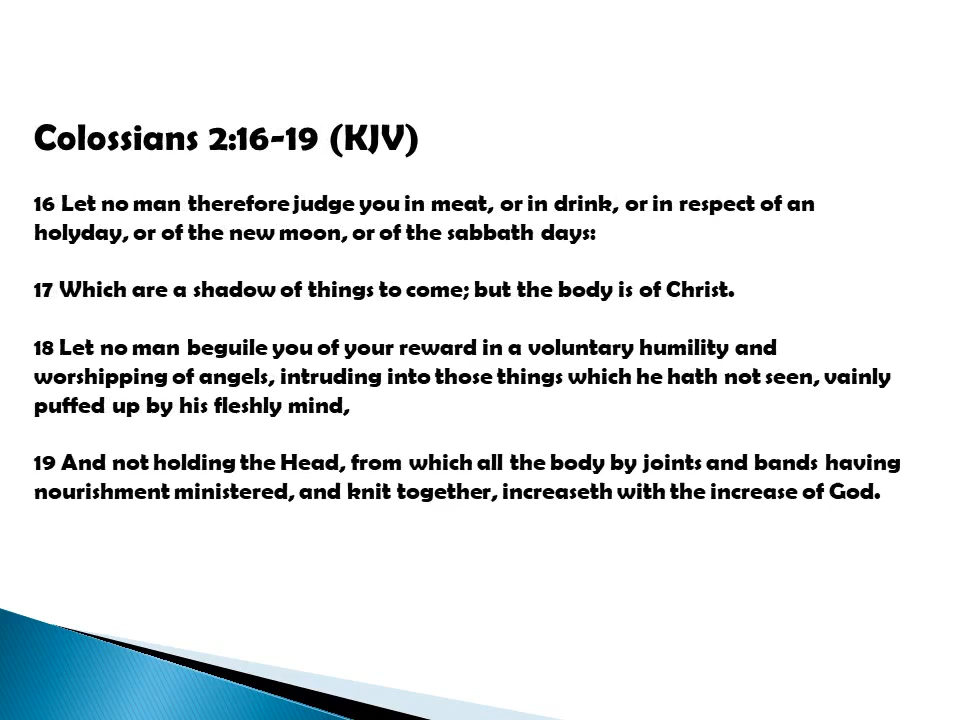 Colossians 2:16-19 (KJV)
16 Let no man therefore judge you in meat, or in drink, or in respect of an
holyday, or of the new moon, or of the sabbath days:
17 Which are a shadow of things to come; but the body is of Christ.
18 Let no man beguile you of your reward in a voluntary humility and
worshipping of angels, intruding into those things which he hath not seen, vainly
puffed up by his fleshly mind,
19 And not holding the Head, from which all the body by joints and bands having
nourishment ministered, and knit together, increaseth with the increase of God.